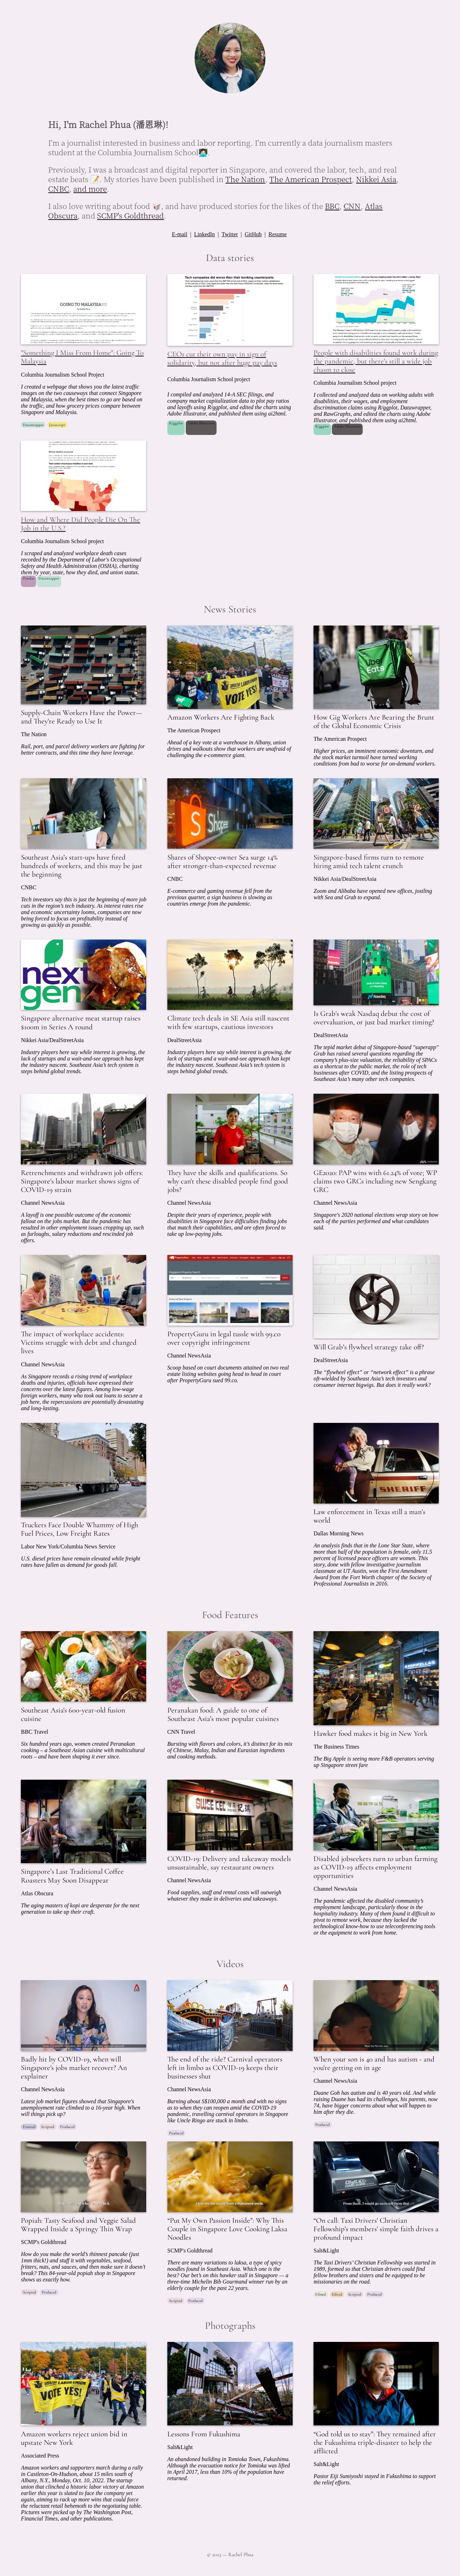 Hi, I'm Rachel Phua (潘恩琳)!
I'm a journalist interested in business and labor reporting. I'm currently a data journalism masters
student at the Columbia Journalism School👩🏻‍💻.
Previously, I was a broadcast and digital reporter in Singapore, and covered the labor, tech, and real
estate beats 📝. My stories have been published in The Nation, The American Prospect, Nikkei Asia,
CNBC, and more.
I also love writing about food 🥡, and have produced stories for the likes of the BBC, CNN, Atlas
Obscura, and SCMP's Goldthread.
E-mail | LinkedIn | Twitter | GitHub | Resume
Data stories
GOING TO MALAYSIA
"Something I Miss From Home": Going To
Malaysia
Columbia Journalism School Project
I created a webpage that updates on the latest traffic
images on the two causeways that connect Singapore
and Malaysia, when the best times to go are based on
the traffic, and how grocery prices compare between
Singapore and Malaysia.
Datawrapper Javascript
Tech companies did worse than their banking counterparts
CEOs cut their own pay in sign of
solidarity, but not after huge pay days
Columbia Journalism School project
I compiled and analyzed 14-A SEC filings, and
company market capitalization data to plot pay ratios
and layoffs using R/ggplot, edited the charts with
Adobe Illustrator, and published them using ai2html.
R/ggplot
People with disabilities found work during
the pandemic, but there's still a wide job
chasm to close
Columbia Journalism School project
I collected and analyzed data on working adults with
disabilities, their wages, and employment
discrimination claims using R/ggplot, Datawrapper,
and RawGraphs, and edited the charts using Adobe
Illustrator, and published them using ai2html.
R/ggplot
How and Where Did People Die On The
Job in the U.S.?
Columbia Journalism School project
I scraped and analyzed workplace death cases
recorded by the Department of Labor's Occupational
Safety and Health Administration (OSHA), charting
them by year, state, how they died, and union status.
Pandas Datawrapper
News Stories
Supply-Chain Workers Have the Power—
and They're Ready to Use It
The Nation
Rail, port, and parcel delivery workers are fighting for
better contracts, and this time they have leverage.
VOTE YES!
Amazon Workers Are Fighting Back
The American Prospect
Ahead of a key vote at a warehouse in Albany, union
drives and walkouts show that workers are unafraid of
challenging the e-commerce giant.
Uber
Eats
How Gig Workers Are Bearing the Brunt
of the Global Economic Crisis
The American Prospect
Higher prices, an imminent economic downturn, and
the stock market turmoil have turned working
conditions from bad to worse for on-demand workers.
Southeast Asia's start-ups have fired
hundreds of workers, and this may be just
the beginning
CNBC
Tech investors say this is just the beginning of more job
cuts in the region's tech industry. As interest rates rise
and economic uncertainty looms, companies are now
being forced to focus on profitability instead of
growing as quickly as possible.
Shopee
Shares of Shopee-owner Sea surge 14%
after stronger-than-expected revenue
CNBC
E-commerce and gaming revenue fell from the
previous quarter, a sign business is slowing as
countries emerge from the pandemic.
Singapore-based firms turn to remote
hiring amid tech talent crunch
Nikkei Asia/DealStreetAsia
Zoom and Alibaba have opened new offices, jostling
with Sea and Grab to expand.
next
gen
Singapore alternative meat startup raises
$100m in Series A round
Nikkei Asia/DealStreetAsia
Industry players here say while interest is growing, the
lack of startups and a wait-and-see approach has kept
the industry nascent. Southeast Asia's tech system is
steps behind global trends.
Climate tech deals in SE Asia still nascent
with few startups, cautious investors
DealStreetAsia
Industry players here say while interest is growing, the
lack of startups and a wait-and-see approach has kept
the industry nascent. Southeast Asia's tech system is
steps behind global trends.
Is Grab's weak Nasdaq debut the cost of
overvaluation, or just bad market timing?
DealStreetAsia
The tepid market debut of Singapore-based "superapp"
Grab has raised several questions regarding the
company's plus-size valuation, the reliability of SPACs
as a shortcut to the public market, the role of tech
businesses after COVID, and the listing prospects of
Southeast Asia's many other tech companies.
Retrenchments and withdrawn job offers:
Singapore's labour market shows signs of
COVID-19 strain
Channel NewsAsia
A layoff is one possible outcome of the economic
fallout on the jobs market. But the pandemic has
resulted in other employment issues cropping up, such
as furloughs, salary reductions and rescinded job
offers.
They have the skills and qualifications. So
why can't these disabled people find good
jobs?
Channel NewsAsia
Despite their years of experience, people with
disabilities in Singapore face difficulties finding jobs
that match their capabilities, and are often forced to
take up low-paying jobs.
GE2020: PAP wins with 61.24% of vote; WP
claims two GRCs including new Sengkang
GRC
Channel NewsAsia
Singapore's 2020 national elections wrap story on how
each of the parties performed and what candidates
said.
The impact of workplace accidents:
Victims struggle with debt and changed
lives
Channel NewsAsia
As Singapore records a rising trend of workplace
deaths and injuries, officials have expressed their
concerns over the latest figures. Among low-wage
foreign workers, many who took out loans to secure a
job here, the repercussions are potentially devastating
and long-lasting.
PropertyGuru in legal tussle with 99.co
over copyright infringement
Channel NewsAsia
Scoop based on court documents attained on two real
estate listing websites going head to head in court
after PropertyGuru sued 99.co.
Will Grab's flywheel strategy take off?
DealStreetAsia
The "flywheel effect" or "network effect" is a phrase
oft-wielded by Southeast Asia's tech investors and
consumer internet bigwigs. But does it really work?
Truckers Face Double Whammy of High
Fuel Prices, Low Freight Rates
Labor New York/Columbia News Service
U.S. diesel prices have remain elevated while freight
rates have fallen as demand for goods fall.
SHERIFF
Law enforcement in Texas still a man's
world
Dallas Morning News
An analysis finds that in the Lone Star State, where
more than half of the population is female, only 11.5
percent of licensed peace officers are women. This
story, done with fellow investigative journalism
classmate at UT Austin, won the First Amendment
Award from the Fort Worth chapter of the Society of
Professional Journalists in 2016.
Food Features
Southeast Asia's 600-year-old fusion
cuisine
BBC Travel
Six hundred years ago, women created Peranakan
cooking – a Southeast Asian cuisine with multicultural
roots – and have been shaping it ever since.
Peranakan food: A guide to one of
Southeast Asia's most popular cuisines
CNN Travel
Bursting with flavors and colors, it's distinct for its mix
of Chinese, Malay, Indian and Eurasian ingredients
and cooking methods.
Hawker food makes it big in New York
The Business Times
The Big Apple is seeing more F&B operators serving
up Singapore street fare
Singapore's Last Traditional Coffee
Roasters May Soon Disappear
Atlas Obscura
The aging masters of kopi are desperate for the next
generation to take up their craft.
SWEE KEE
COVID-19: Delivery and takeaway models
unsustainable, say restaurant owners
Channel NewsAsia
Food supplies, staff and rental costs will outweigh
whatever they make in deliveries and takeaways.
Disabled jobseekers turn to urban farming
as COVID-19 affects employment
opportunities
Channel NewsAsia
The pandemic affected the disabled community's
employment landscape, particularly those in the
hospitality industry. Many of them found it difficult to
pivot to remote work, because they lacked the
technological know-how to use teleconferencing tools
or the equipment to work from home.
Videos
Badly hit by COVID-19, when will
Singapore's jobs market recover? An
explainer
Channel NewsAsia
Latest job market figures showed that Singapore's
unemployment rate climbed to a 16-year high. When
will things pick up?
Scripted Produced
The end of the ride? Carnival operators
left in limbo as COVID-19 keeps their
businesses shut
Channel NewsAsia
Burning about S$100,000 a month and with no signs
as to when they can reopen amid the COVID-19
pandemic, travelling carnival operators in Singapore
like Uncle Ringo are stuck in limbo.
Produced
When your son is 40 and has autism - and
you're getting on in age
Channel NewsAsia
Duane Goh has autism and is 40 years old. And while
raising Duane has had its challenges, his parents, now
74, have bigger concerns about what will happen to
him after they die.
Produced
Popiah: Tasty Seafood and Veggie Salad
Wrapped Inside a Springy Thin Wrap
SCMP's Goldthread
How do you make the world's thinnest pancake (just
1mm thick!) and stuff it with vegetables, seafood,
fritters, nuts, and sauces, and then make sure it doesn't
break? This 84-year-old popiah shop in Singapore
shows us exactly how.
Scripted Produced
"Put My Own Passion Inside": Why This
Couple in Singapore Love Cooking Laksa
Noodles
SCMP's Goldthread
There are many variations to laksa, a type of spicy
noodles found in Southeast Asia. Which one is the
best? Our bet's on this hawker stall in Singapore — a
three-time Michelin Bib Gourmand winner run by an
elderly couple for the past 22 years.
Scripted Produced
"On call: Taxi Drivers' Christian
Fellowship's members' simple faith drives a
profound impact
Salt&Light
The Taxi Drivers' Christian Fellowship was started in
1989, formed so that Christian drivers could be find
fellow brothers and sisters and be equipped to be
missionaries on the road.
Filmed Edited Scripted Produced
Photographs
VOTE YES!
Amazon workers reject union bid in
upstate New York
Associated Press
Amazon workers and supporters march during a rally
in Castleton-On-Hudson, about 15 miles south of
Albany, N.Y., Monday, Oct. 10, 2022. The startup
union that clinched a historic labor victory at Amazon
earlier this year is slated to face the company yet
again, aiming to rack up more wins that could force
the reluctant retail behemoth to the negotiating table.
Pictures were picked up by The Washington Post,
Financial Times, and other publications.
Lessons From Fukushima
Salt&Light
An abandoned building in Tomioka Town, Fukushima.
Although the evacuation notice for Tomioka was lifted
in April 2017, less than 10% of the population have
returned.
"God told us to stay": They remained after
the Fukushima triple-disaster to help the
afflicted
Salt&Light
Pastor Eiji Sumiyoshi stayed in Fukushima to support
the relief efforts.
© 2023 — Rachel Phua